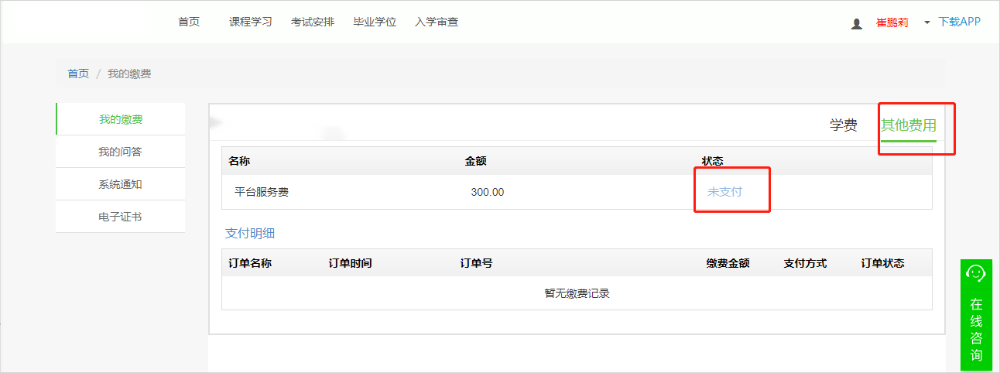 首页 课程学习 考试安排 毕业学位 入学审查 崔鹏莉 下载APP
首页 / 我的缴费
我的缴费
我的问答
系统通知
电子证书
学费 其他费用
名称 金额 状态
平台服务费 300.00 未支付
支付明细
订单名称 订单时间 订单号 缴费金额 支付方式 订单状态
暂无缴费记录
在线咨询